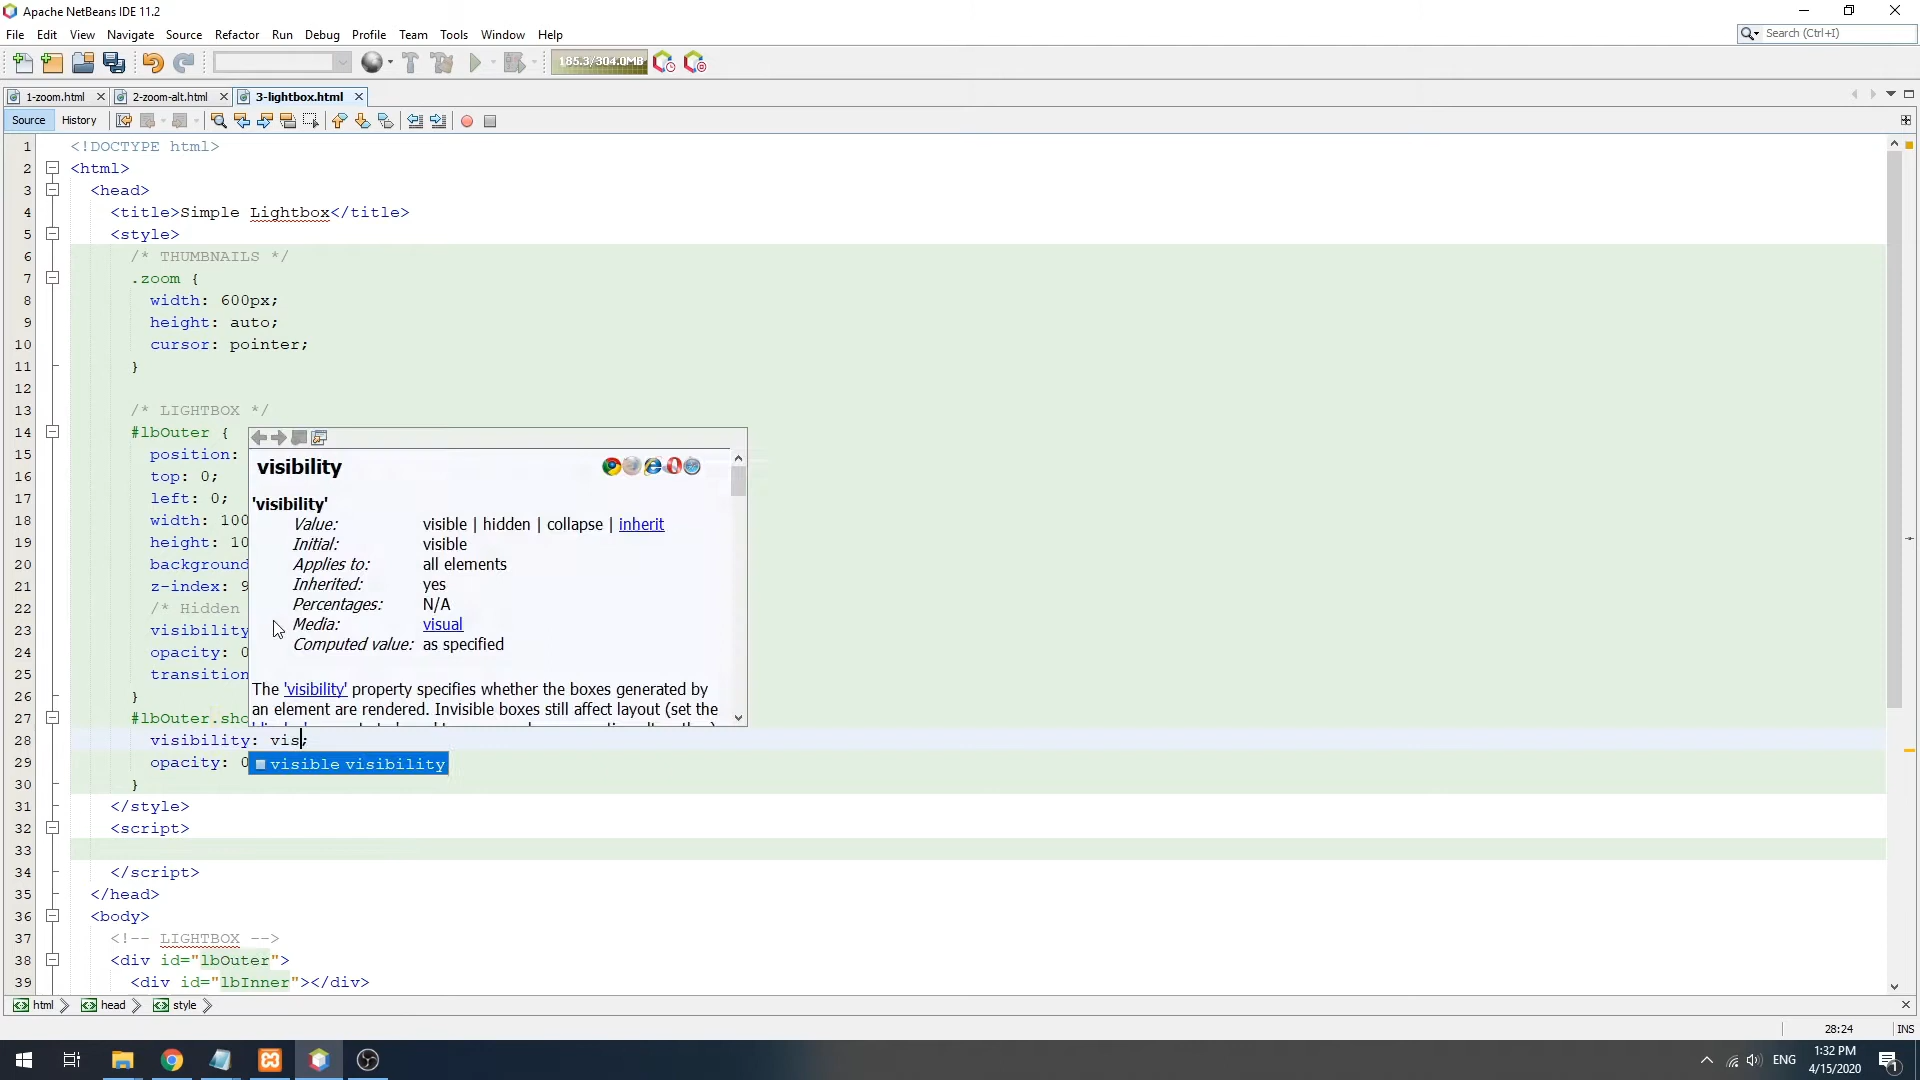 Apache NetBeans IDE 11.2
File Edit View Navigate Source Refactor Run Debug Profile Team Tools Window Help
Search (Ctrl+I)
185.3/304.0MB
1-zoom.html 2-zoom-alt.html 3-lightbox.html
Source History
1 <!DOCTYPE html>
2 <html>
3 <head>
4 <title>Simple Lightbox</title>
5 <style>
6 /* THUMBNAILS */
7 .zoom {
8 width: 600px;
9 height: auto;
10 cursor: pointer;
11 }
12
13 /* LIGHTBOX */
14 #lbOuter {
15 position:
16 top: 0;
17 left: 0;
18 width: 100
19 height: 10
20 background
21 z-index: 9
22 /* Hidden
23 visibility
24 opacity: 0
25 transition
26 }
27 #lbOuter.sho
28 visibility: vis;
29 opacity: 0
30 }
31 </style>
32 <script>
33
34 </script>
35 </head>
36 <body>
37 <!-- LIGHTBOX -->
38 <div id="lbOuter">
39 <div id="lbInner"></div>
visibility
'visibility'
Value: visible | hidden | collapse | inherit
Initial: visible
Applies to: all elements
Inherited: yes
Percentages: N/A
Media: visual
Computed value: as specified
The 'visibility' property specifies whether the boxes generated by
an element are rendered. Invisible boxes still affect layout (set the
visible visibility
html head style
28:24 INS
ENG
1:32 PM
4/15/2020
1